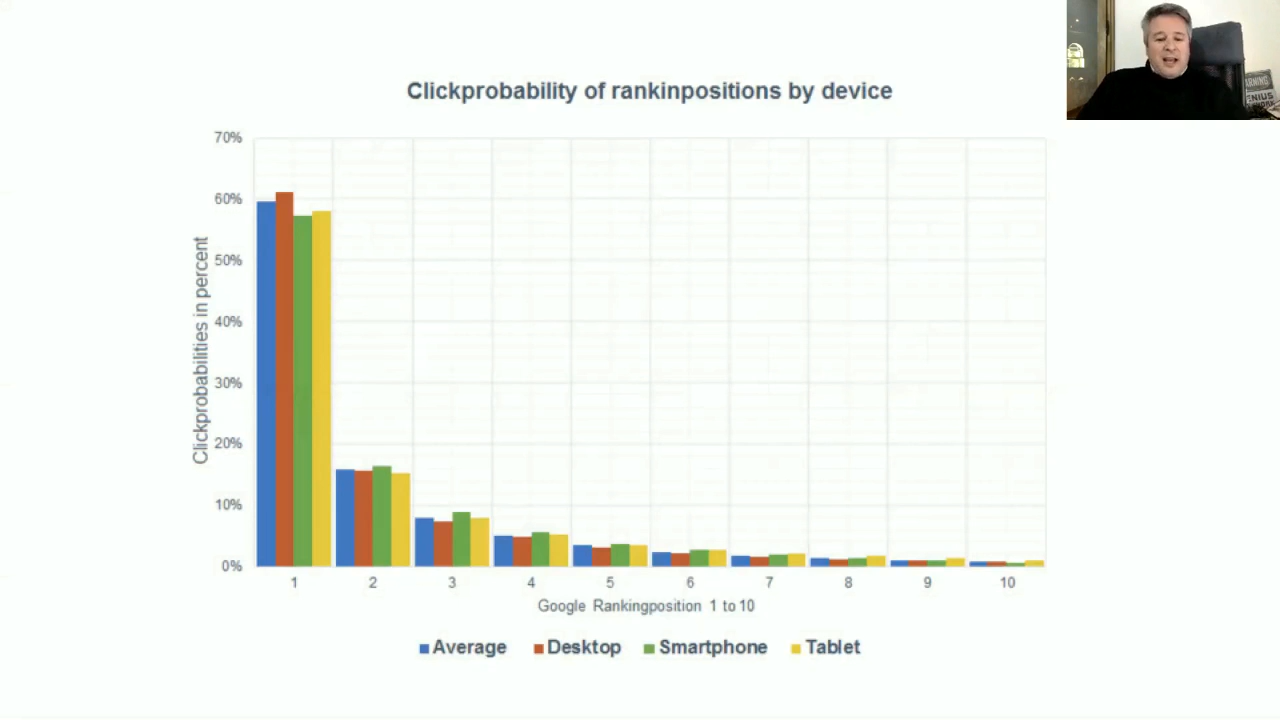 Clickprobability of rankinpositions by device
Clickprobabilities in percent
70%
60%
50%
40%
30%
20%
10%
0%
1 2 3 4 5 6 7 8 9 10
Google Rankingposition 1 to 10
Average Desktop Smartphone Tablet